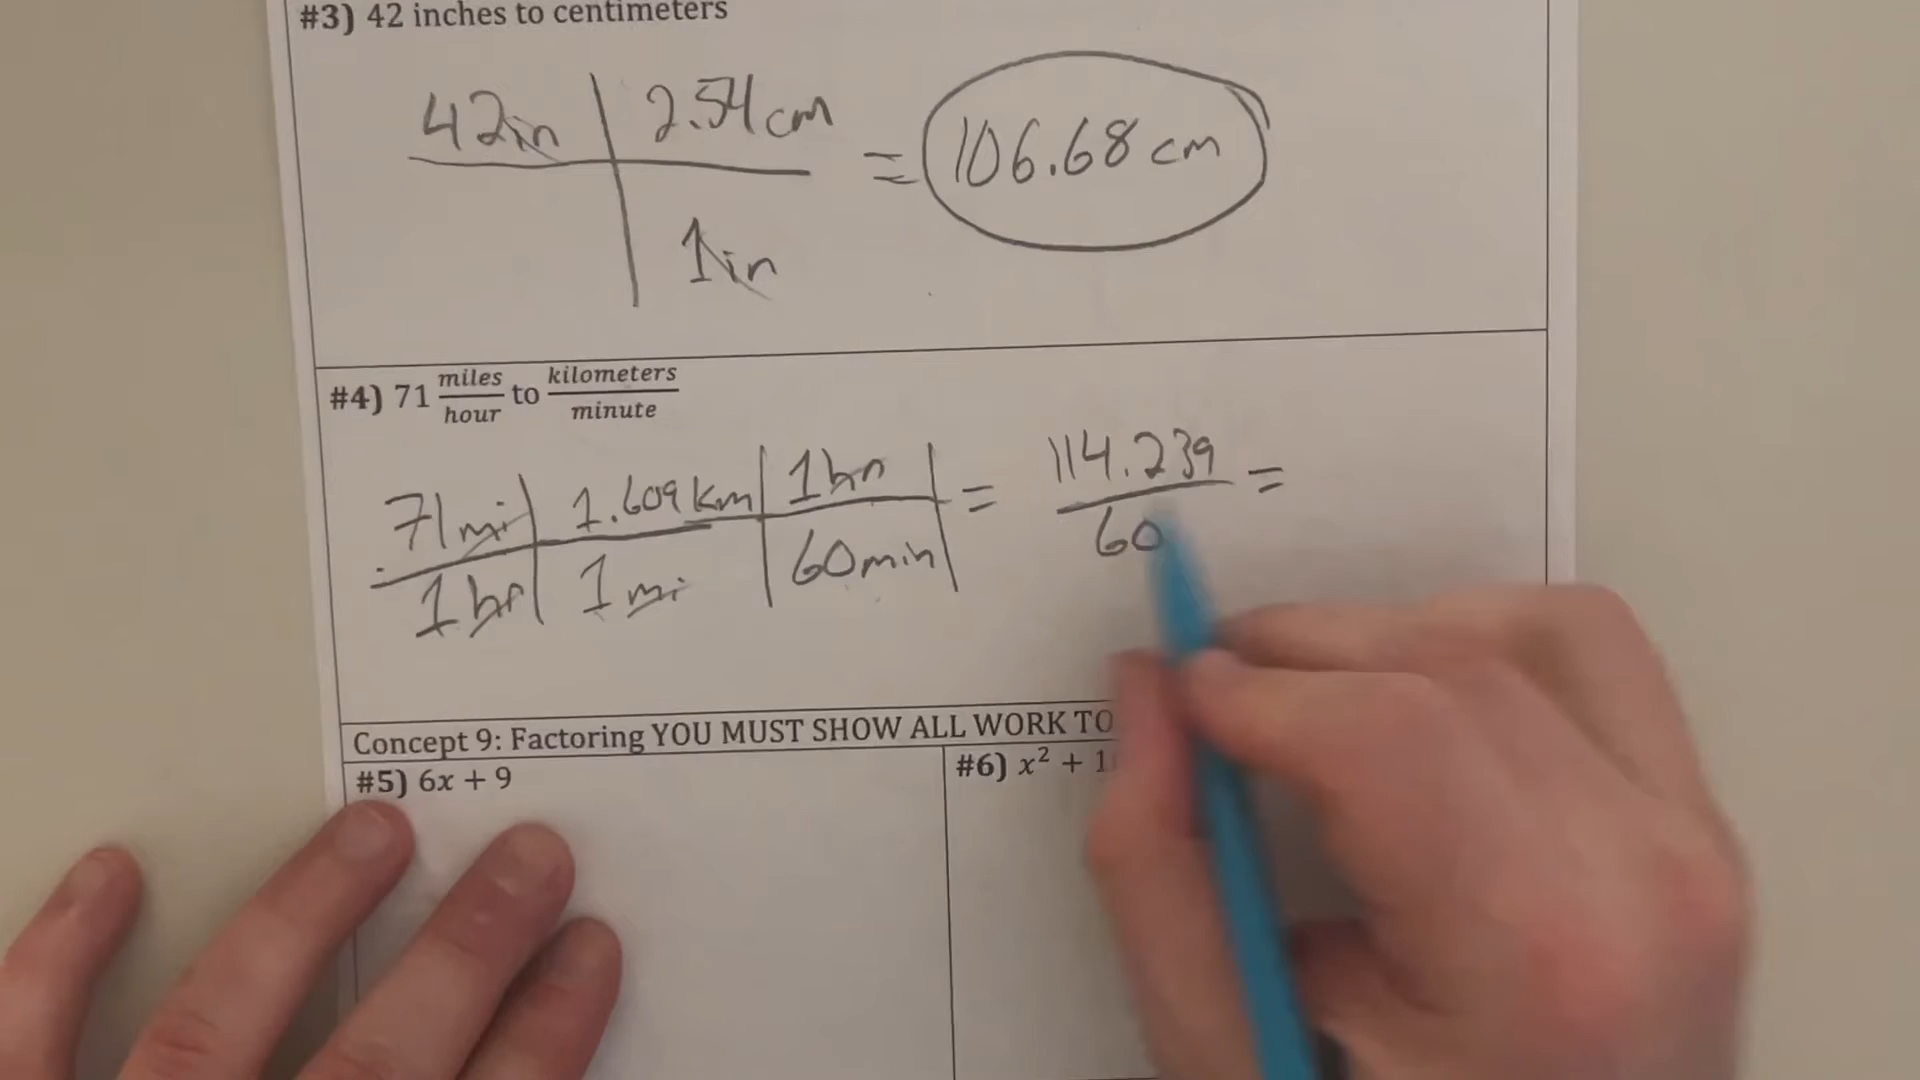 #3) 42 inches to centimeters
42in | 2.54cm = 106.68 cm
1in
#4) 71 miles/hour to kilometers/minute
71mi | 1.609km | 1hr | = 114.239 =
1hr | 1mi | 60min | 60
Concept 9: Factoring YOU MUST SHOW ALL WORK TO
#5) 6x + 9
#6) x² + 1